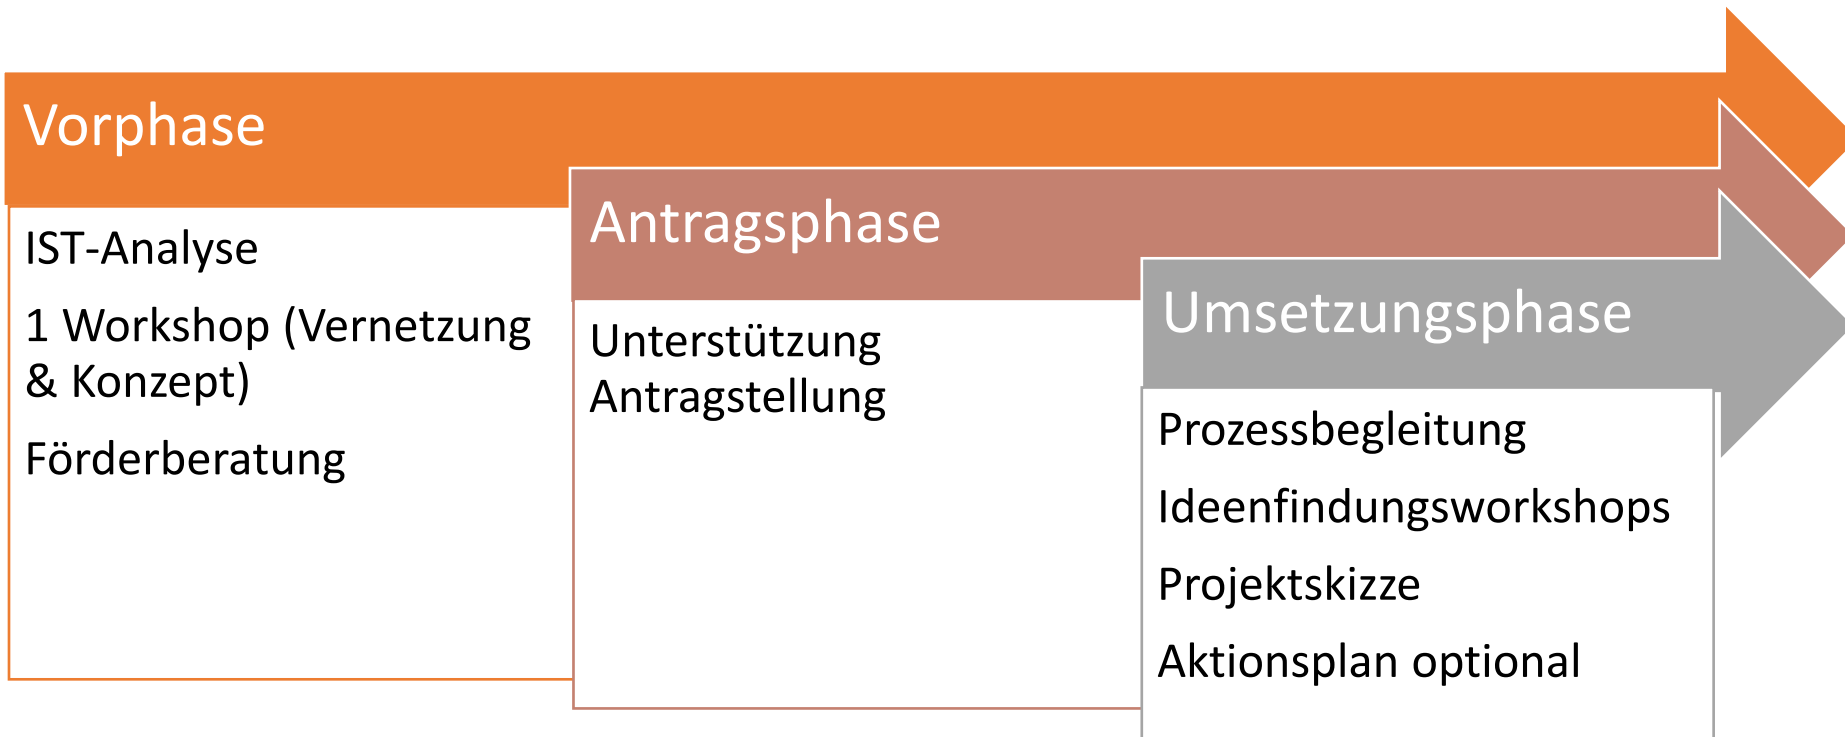 Vorphase
IST-Analyse
1 Workshop (Vernetzung
& Konzept)
Förderberatung
Antragsphase
Unterstützung
Antragstellung
Umsetzungsphase
Prozessbegleitung
Ideenfindungsworkshops
Projektskizze
Aktionsplan optional